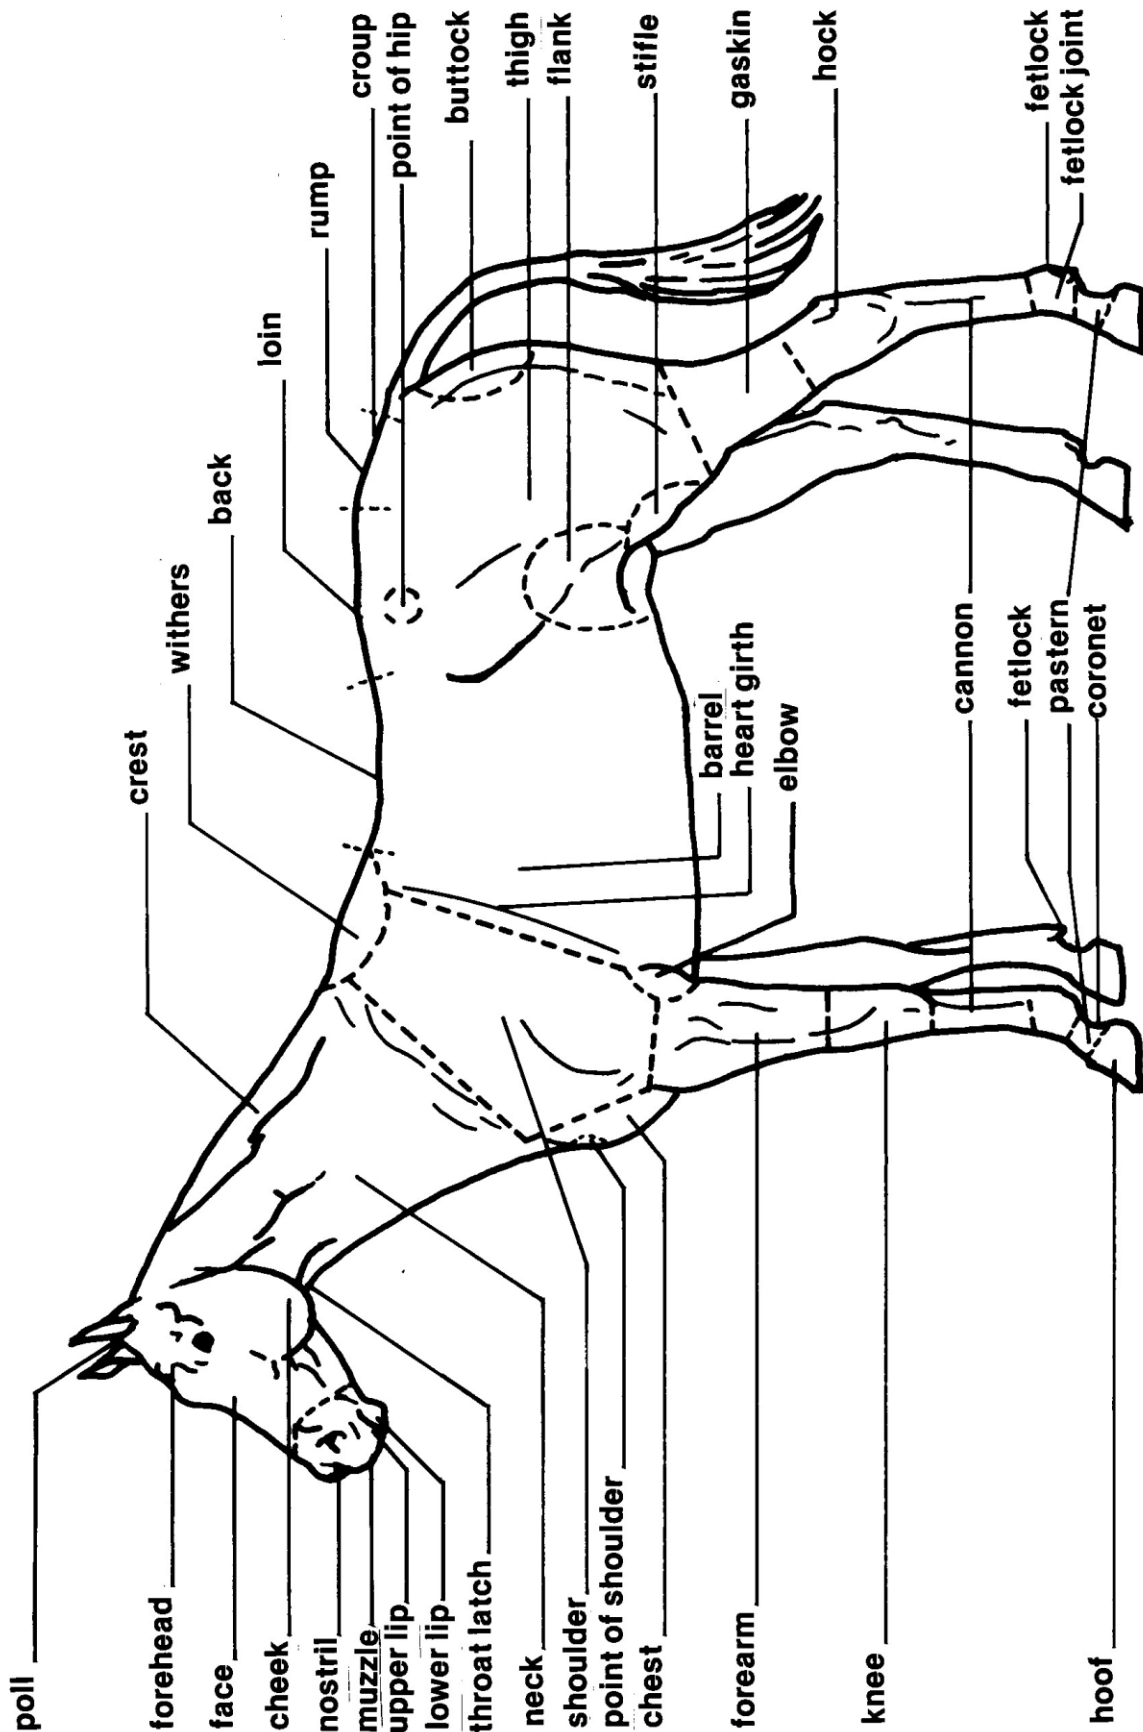 poll
forehead
face
cheek
nostril
muzzle
upper lip
lower lip
throat latch
neck
shoulder
point of shoulder
chest
forearm
knee
hoof
crest
withers
back
loin
rump
croup
point of hip
buttock
thigh
flank
stifle
gaskin
hock
fetlock
fetlock joint
barrel
heart girth
elbow
cannon
fetlock
pastern
coronet